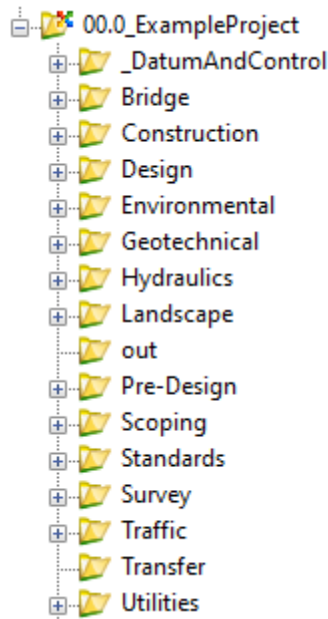 00.0_ExampleProject
_DatumAndControl
Bridge
Construction
Design
Environmental
Geotechnical
Hydraulics
Landscape
out
Pre-Design
Scoping
Standards
Survey
Traffic
Transfer
Utilities